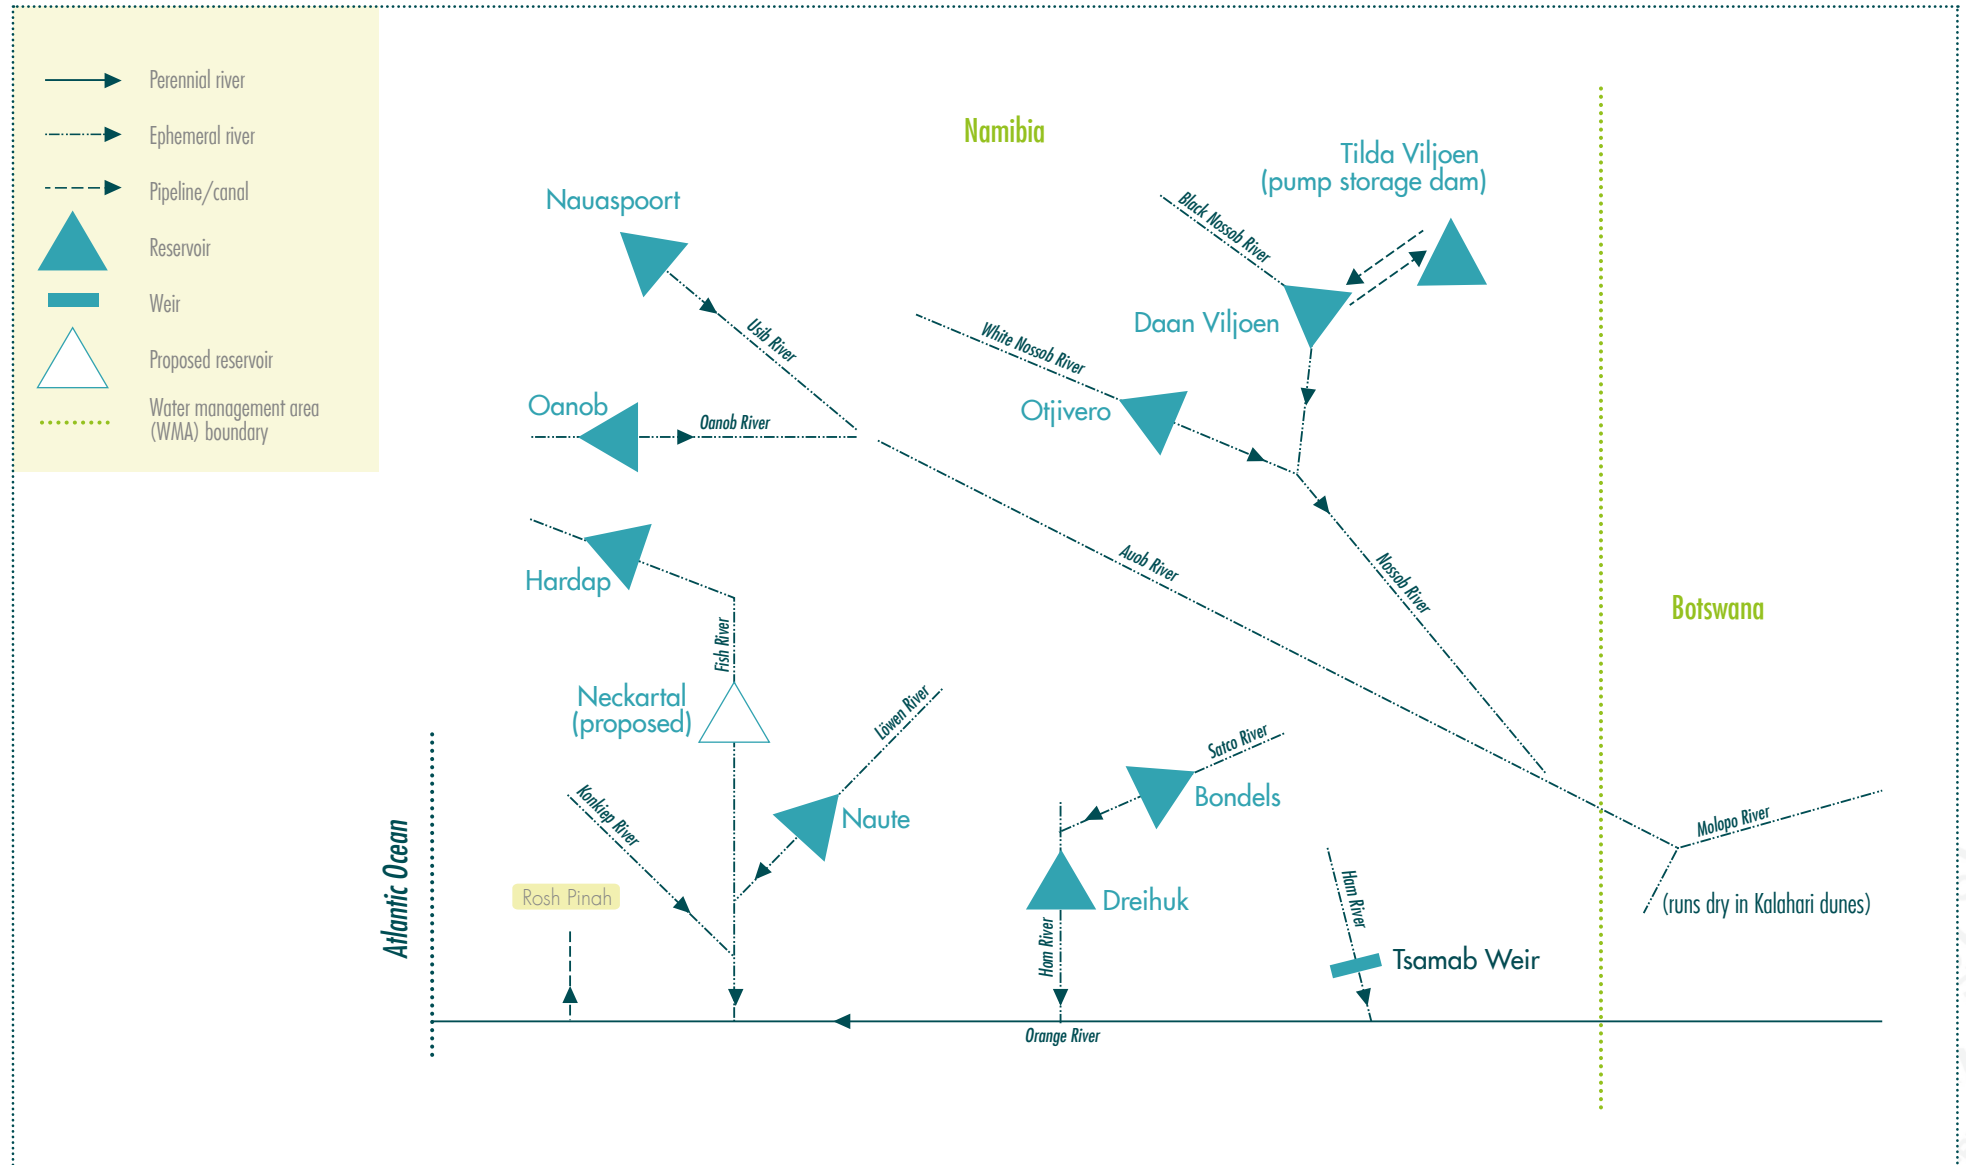 Perennial river
Ephemeral river
Pipeline/canal
Reservoir
Weir
Proposed reservoir
Water management area
(WMA) boundary
Namibia
Tilda Viljoen
(pump storage dam)
Nauaspoort
Black Nossob River
Usib River
White Nossob River
Daan Viljoen
Oanob
Oanob River
Otjivero
Hardap
Auob River
Nossob River
Botswana
Fish River
Neckartal
(proposed)
Löwen River
Satco River
Konkiep River
Naute
Bondels
Molopo River
Atlantic Ocean
Rosh Pinah
Dreihuk
Ham River
Ham River
(runs dry in Kalahari dunes)
Tsamab Weir
Orange River